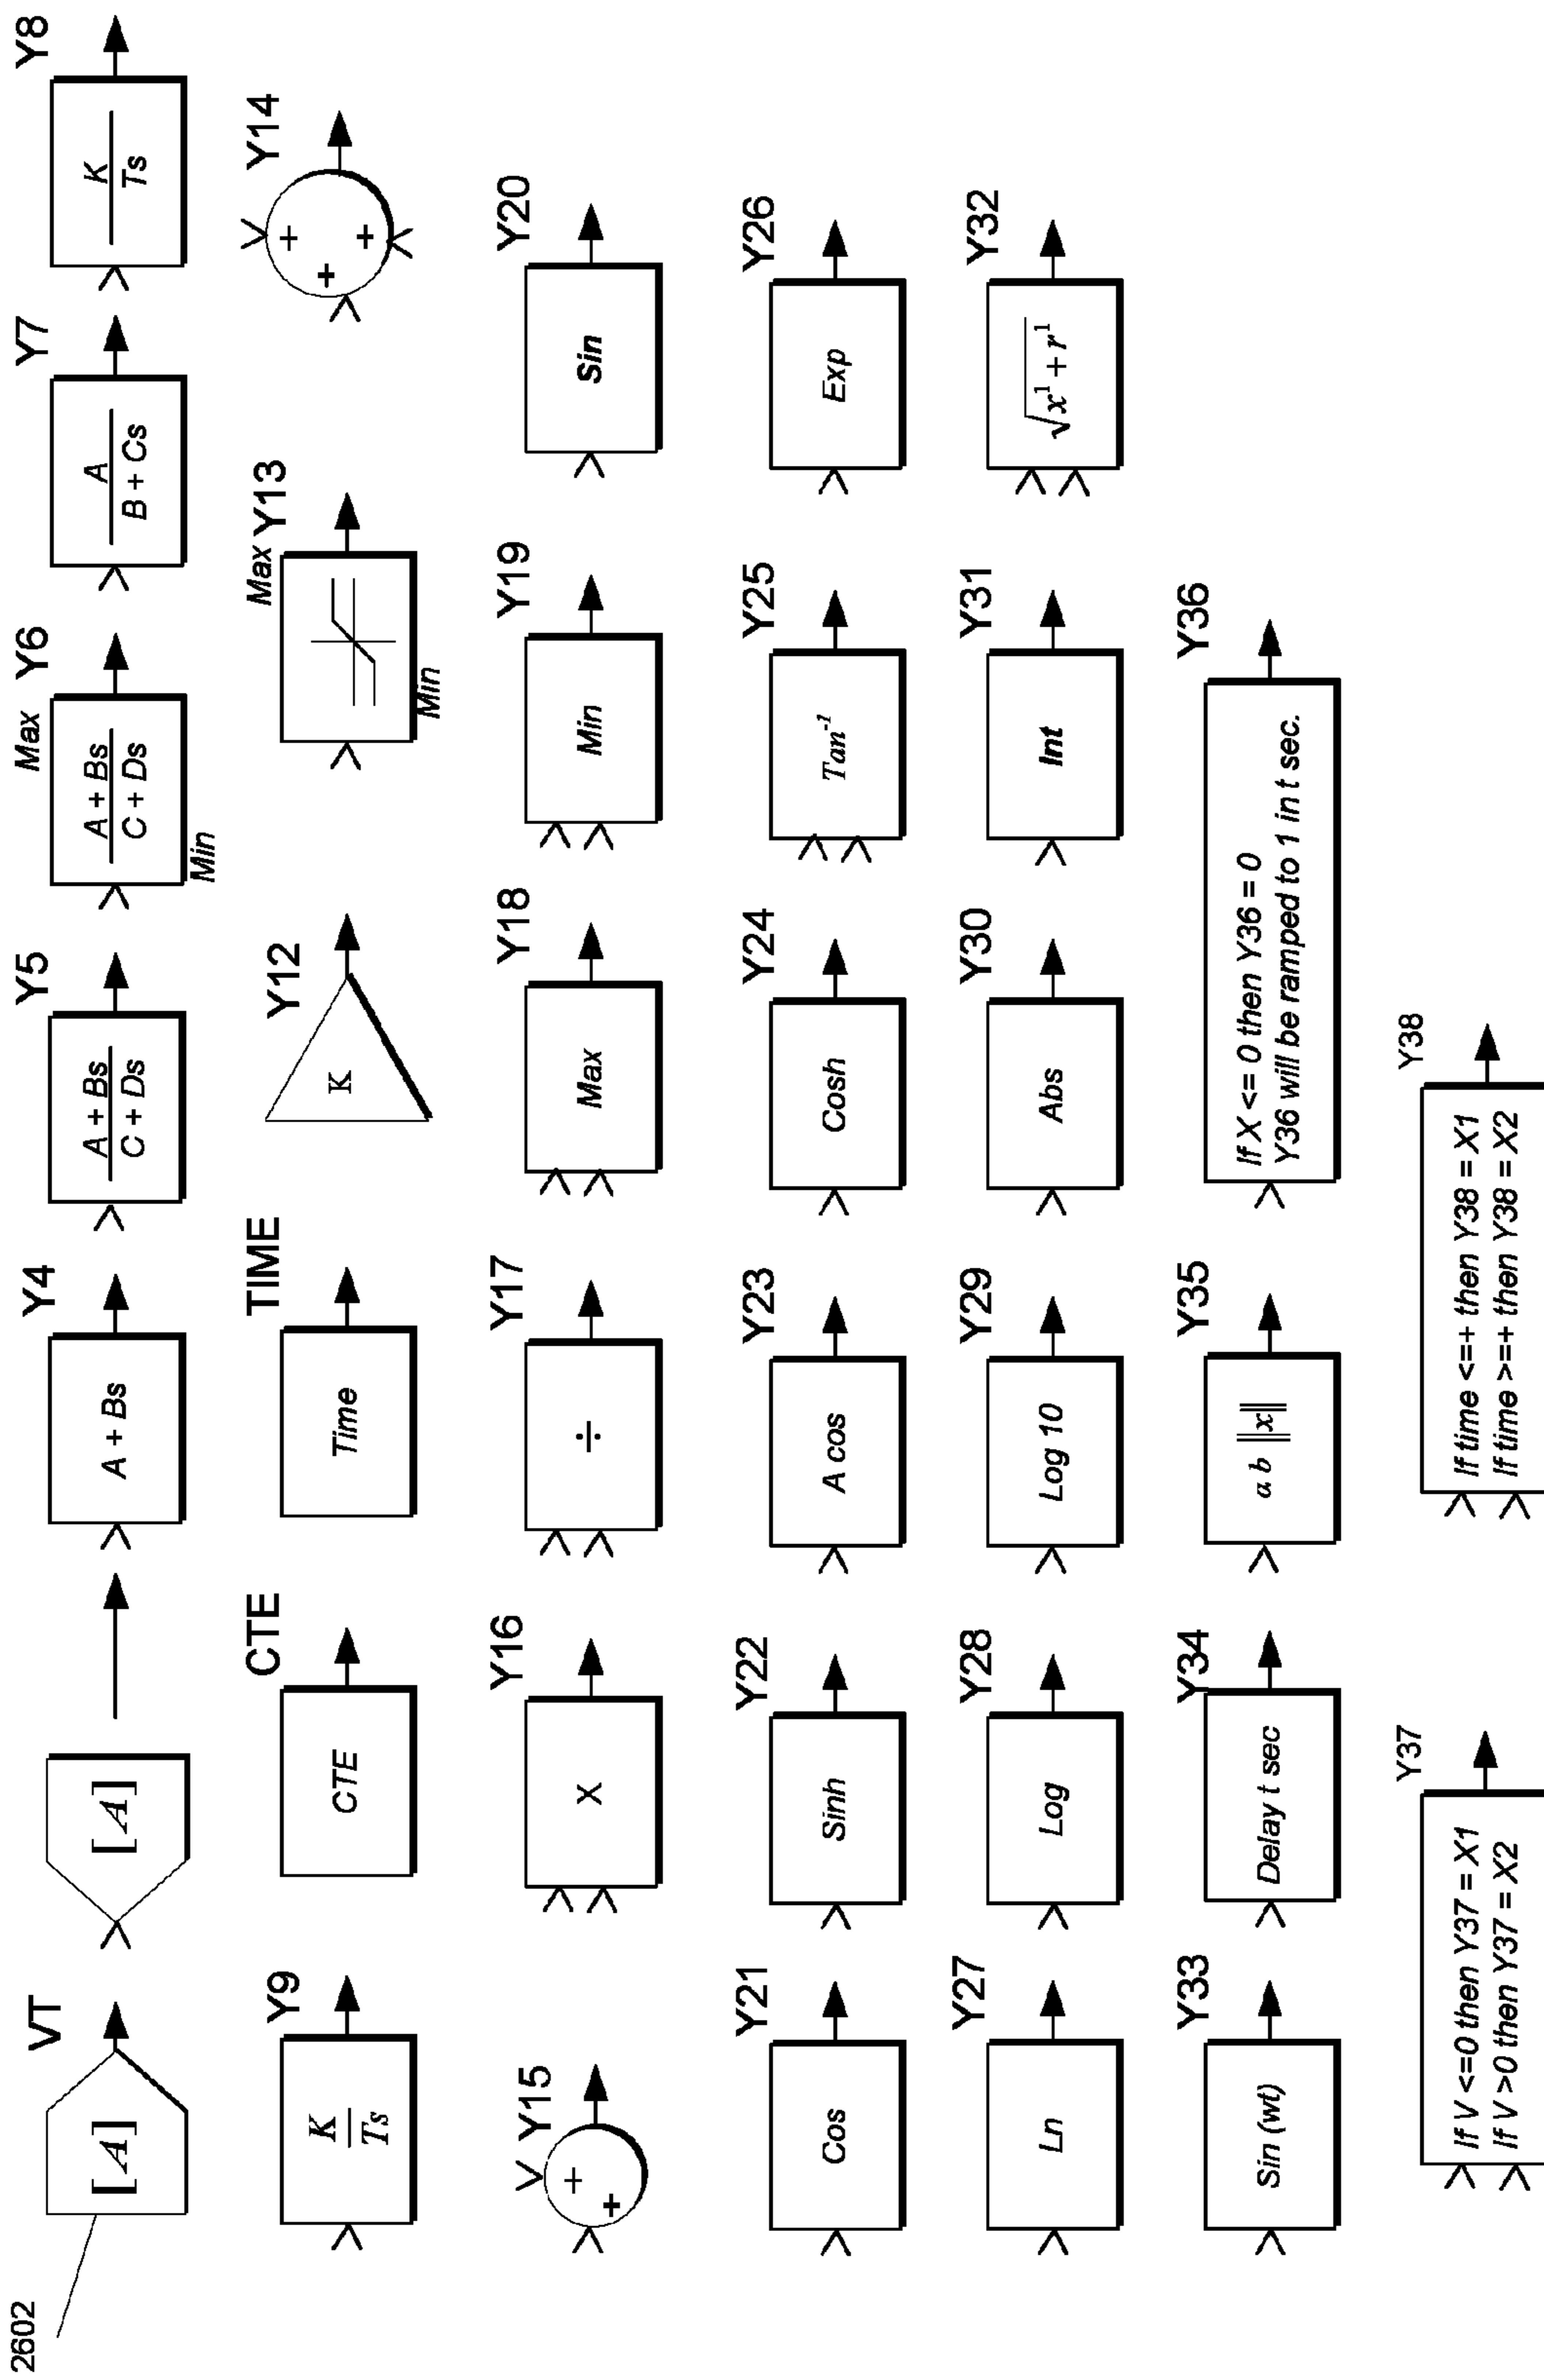 2602
VT
[A]
[A]
Y4
A + Bs
Y5
A + Bs
C + Ds
Max Y6
A + Bs
C + Ds
Min
Y7
A
B + Cs
Y8
K
Ts
Y9
K
Ts
CTE
CTE
TIME
Time
Y12
K
Max Y13
Min
Y14
+
+
+
Y15
+
+
Y16
X
Y17
÷
Y18
Max
Y19
Min
Y20
Sin
Y21
Cos
Y22
Sinh
Y23
A cos
Y24
Cosh
Y25
Tan⁻¹
Y26
Exp
Y27
Ln
Y28
Log
Y29
Log 10
Y30
Abs
Y31
Int
Y32
√x¹ + r¹
Y33
Sin (wt)
Y34
Delay t sec
Y35
a b ‖x‖
Y36
If X <= 0 then Y36 = 0
Y36 will be ramped to 1 in t sec.
Y37
If V <=0 then Y37 = X1
If V >0 then Y37 = X2
Y38
If time <=+ then Y38 = X1
If time >=+ then Y38 = X2